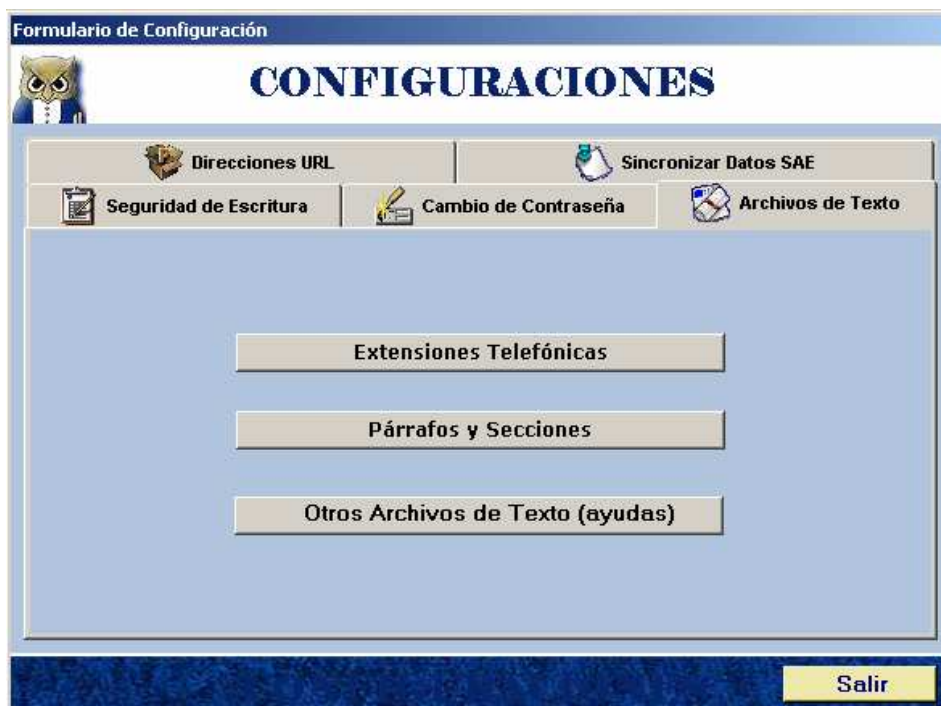 Formulario de Configuración
CONFIGURACIONES
Direcciones URL
Sincronizar Datos SAE
Seguridad de Escritura
Cambio de Contraseña
Archivos de Texto
Extensiones Telefónicas
Párrafos y Secciones
Otros Archivos de Texto (ayudas)
Salir